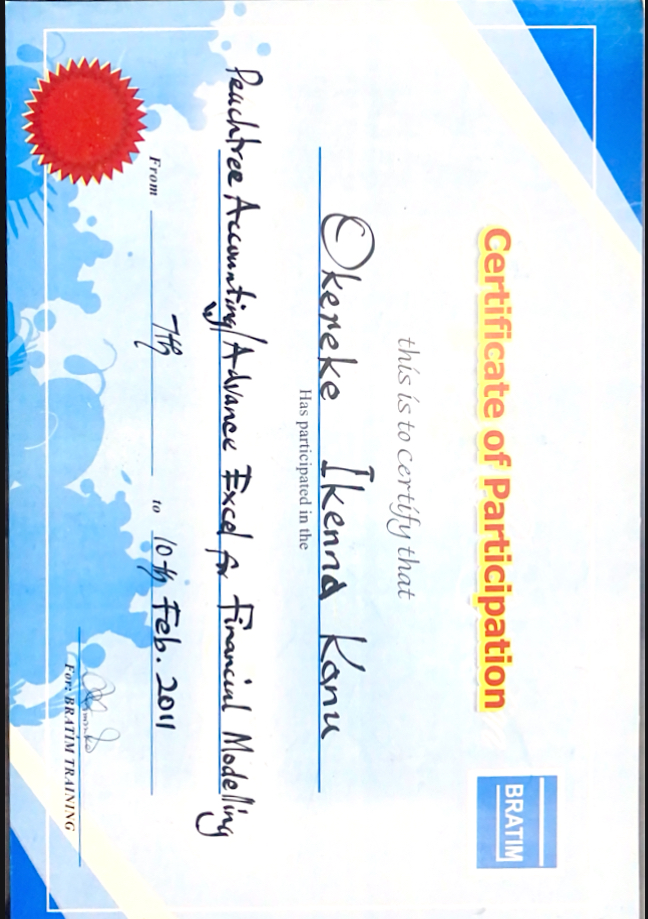 BRATIM
Certificate of Participation
this is to certify that
Okereke Ikenna Kanu
Has participated in the
Peachtree Accounting/Advance Excel for Financial Modelling
From 7th to 10th Feb. 2011
For: BRATIM TRAINING